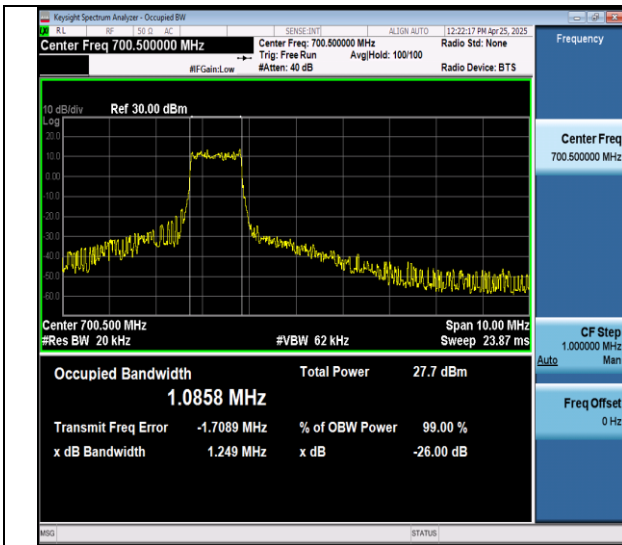 Keysight Spectrum Analyzer - Occupied BW
RL RF 50 Ω AC SENSE:INT ALIGN AUTO 12:22:17 PM Apr 25, 2025
Center Freq 700.500000 MHz Center Freq: 700.500000 MHz Radio Std: None
Trig: Free Run Avg|Hold: 100/100
#IFGain:Low #Atten: 40 dB Radio Device: BTS
Frequency
10 dB/div Ref 30.00 dBm
Log
20.0
10.0
0.00
-10.0
-20.0
-30.0
-40.0
-50.0
-60.0
Center Freq
700.500000 MHz
Center 700.500 MHz Span 10.00 MHz
#Res BW 20 kHz #VBW 62 kHz Sweep 23.87 ms
CF Step
1.000000 MHz
Auto Man
Occupied Bandwidth Total Power 27.7 dBm
1.0858 MHz
Transmit Freq Error -1.7089 MHz % of OBW Power 99.00 %
x dB Bandwidth 1.249 MHz x dB -26.00 dB
Freq Offset
0 Hz
MSG STATUS